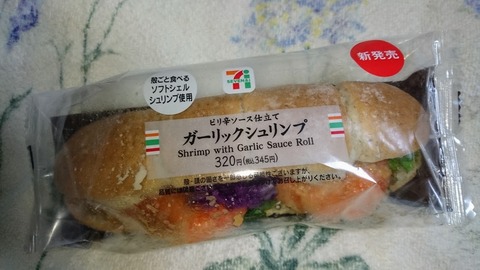 殻ごと食べる
ソフトシェル
シュリンプ使用
7
SEVEN & i
新発売
ピリ辛ソース仕立て
ガーリックシュリンプ
Shrimp with Garlic Sauce Roll
320円(税込345円)